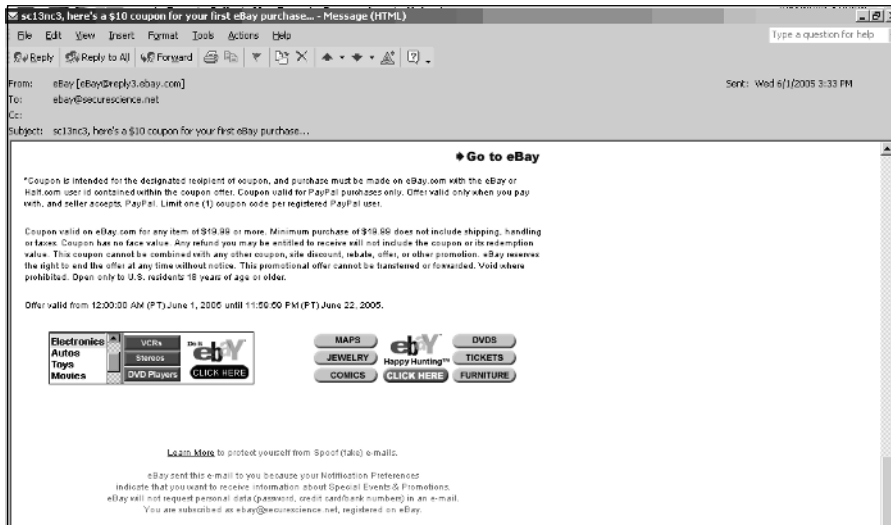 sc13nc3, here's a $10 coupon for your first eBay purchase... - Message (HTML)
File Edit View Insert Format Tools Actions Help
Type a question for help
Reply Reply to All Forward
From: eBay [eBay@reply3.ebay.com]
Sent: Wed 6/1/2005 3:33 PM
To: ebay@securescience.net
Cc:
Subject: sc13nc3, here's a $10 coupon for your first eBay purchase...
Go to eBay
*Coupon is intended for the designated recipient of coupon, and purchase must be made on eBay.com with the eBay or
Half.com user id contained within the coupon offer. Coupon valid for PayPal purchases only. Offer valid only when you pay
with, and seller accepts, PayPal. Limit one (1) coupon code per registered PayPal user.
Coupon valid on eBay.com for any item of $19.99 or more. Minimum purchase of $19.99 does not include shipping, handling
or taxes. Coupon has no face value. Any refund you may be entitled to receive will not include the coupon or its redemption
value. This coupon cannot be combined with any other coupon, site discount, rebate, offer, or other promotion. eBay reserves
the right to end the offer at any time without notice. This promotional offer cannot be transferred or forwarded. Void where
prohibited. Open only to U.S. residents 18 years of age or older.
Offer valid from 12:00:00 AM (PT) June 1, 2005 until 11:59:59 PM (PT) June 22, 2005.
Electronics
Autos
Toys
Movies
VCRs
Stereos
DVD Players
Do it
ebY
CLICK HERE
MAPS
JEWELRY
COMICS
ebY
Happy Hunting™
CLICK HERE
DVDS
TICKETS
FURNITURE
Learn More to protect yourself from Spoof (fake) e-mails.
eBay sent this e-mail to you because your Notification Preferences
indicate that you want to receive information about Special Events & Promotions.
eBay will not request personal data (password, credit card/bank numbers) in an e-mail.
You are subscribed as ebay@securescience.net, registered on eBay.